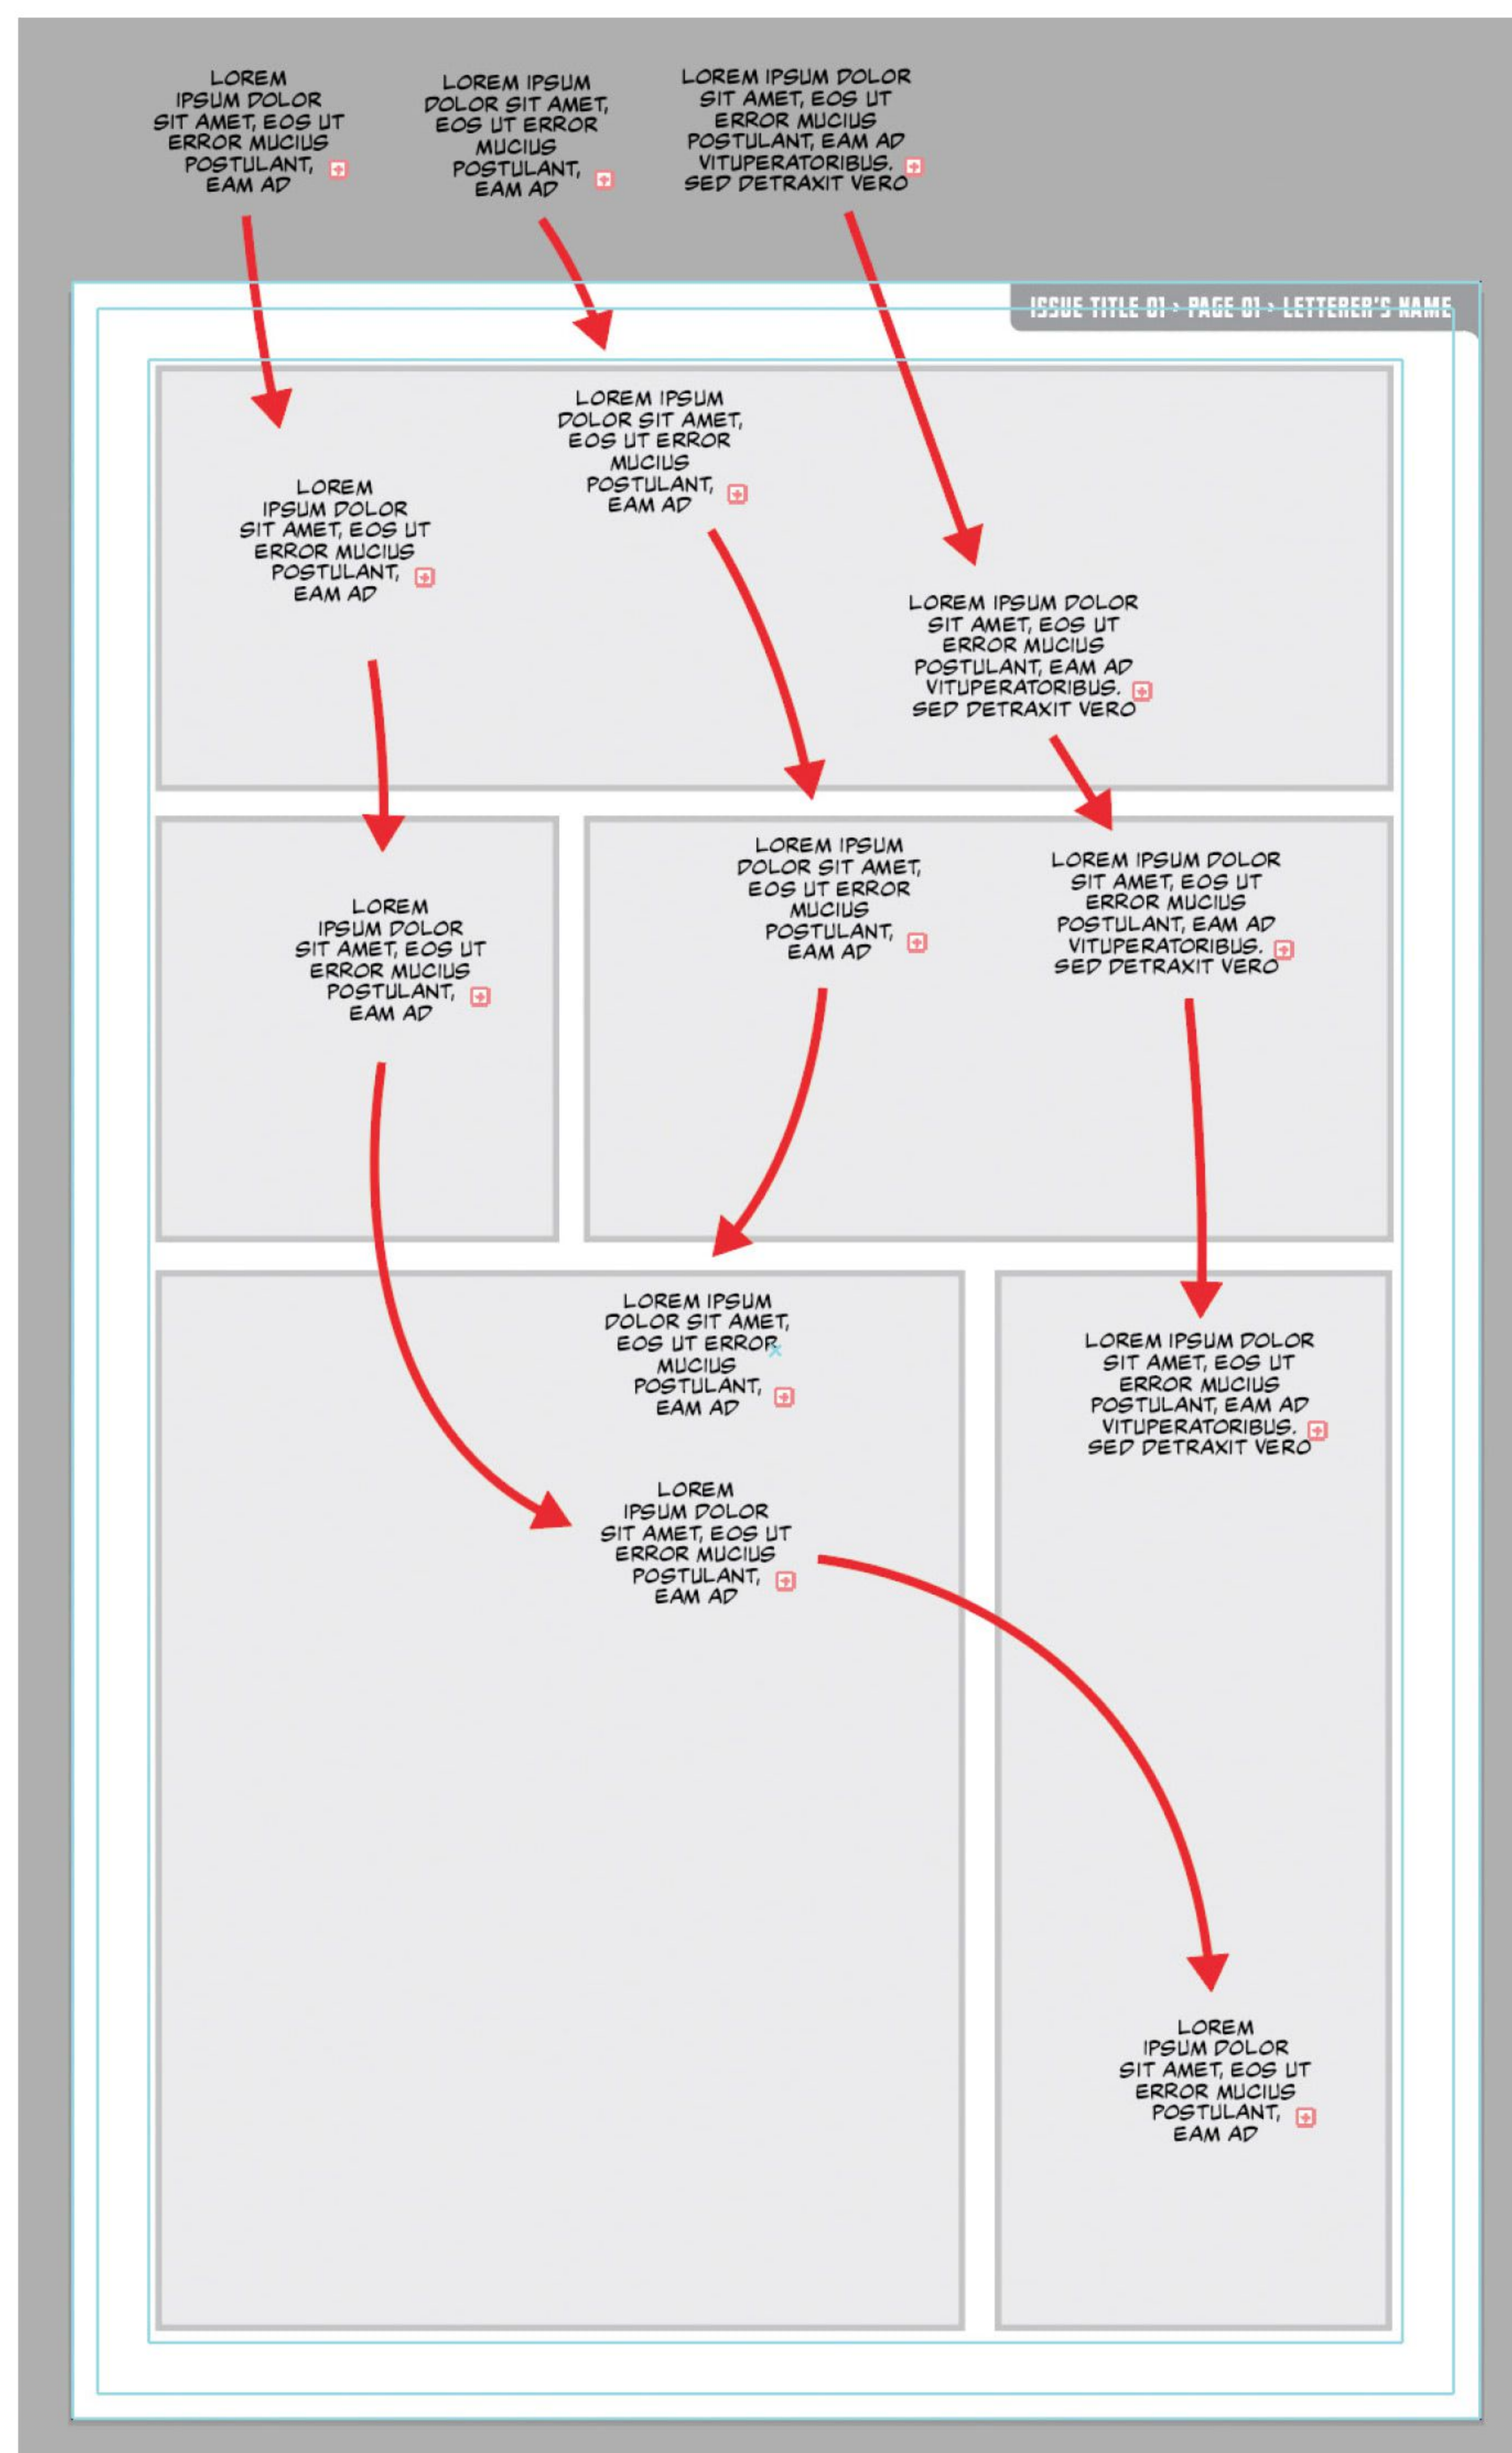 LOREM
IPSUM DOLOR
SIT AMET, EOS UT
ERROR MUCIUS
POSTULANT,
EAM AD
LOREM IPSUM
DOLOR SIT AMET,
EOS UT ERROR
MUCIUS
POSTULANT,
EAM AD
LOREM IPSUM DOLOR
SIT AMET, EOS UT
ERROR MUCIUS
POSTULANT, EAM AD
VITUPERATORIBUS.
SED DETRAXIT VERO
ISSUE TITLE 01 > PAGE 01 > LETTERER'S NAME
LOREM
IPSUM DOLOR
SIT AMET, EOS UT
ERROR MUCIUS
POSTULANT,
EAM AD
LOREM IPSUM
DOLOR SIT AMET,
EOS UT ERROR
MUCIUS
POSTULANT,
EAM AD
LOREM IPSUM DOLOR
SIT AMET, EOS UT
ERROR MUCIUS
POSTULANT, EAM AD
VITUPERATORIBUS.
SED DETRAXIT VERO
LOREM
IPSUM DOLOR
SIT AMET, EOS UT
ERROR MUCIUS
POSTULANT,
EAM AD
LOREM IPSUM
DOLOR SIT AMET,
EOS UT ERROR
MUCIUS
POSTULANT,
EAM AD
LOREM IPSUM DOLOR
SIT AMET, EOS UT
ERROR MUCIUS
POSTULANT, EAM AD
VITUPERATORIBUS.
SED DETRAXIT VERO
LOREM IPSUM
DOLOR SIT AMET,
EOS UT ERROR
MUCIUS
POSTULANT,
EAM AD
LOREM
IPSUM DOLOR
SIT AMET, EOS UT
ERROR MUCIUS
POSTULANT,
EAM AD
LOREM IPSUM DOLOR
SIT AMET, EOS UT
ERROR MUCIUS
POSTULANT, EAM AD
VITUPERATORIBUS.
SED DETRAXIT VERO
LOREM
IPSUM DOLOR
SIT AMET, EOS UT
ERROR MUCIUS
POSTULANT,
EAM AD